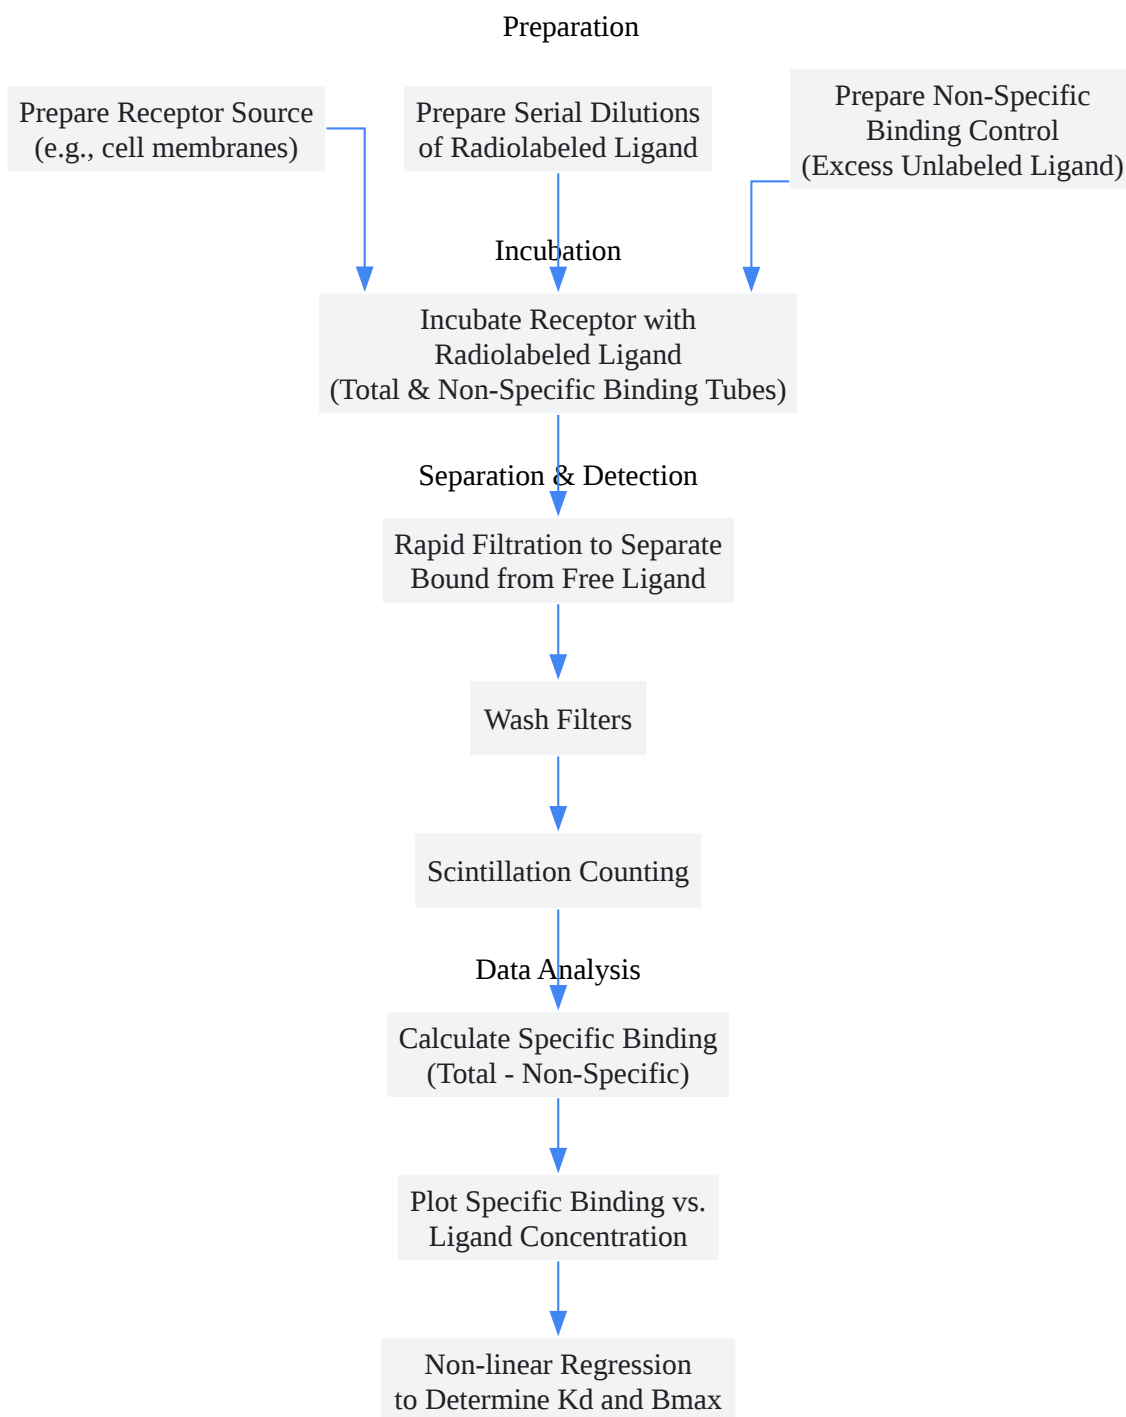 Preparation
Prepare Receptor Source
(e.g., cell membranes)
Prepare Serial Dilutions
of Radiolabeled Ligand
Prepare Non-Specific
Binding Control
(Excess Unlabeled Ligand)
Incubation
Incubate Receptor with
Radiolabeled Ligand
(Total & Non-Specific Binding Tubes)
Separation & Detection
Rapid Filtration to Separate
Bound from Free Ligand
Wash Filters
Scintillation Counting
Data Analysis
Calculate Specific Binding
(Total - Non-Specific)
Plot Specific Binding vs.
Ligand Concentration
Non-linear Regression
to Determine Kd and Bmax